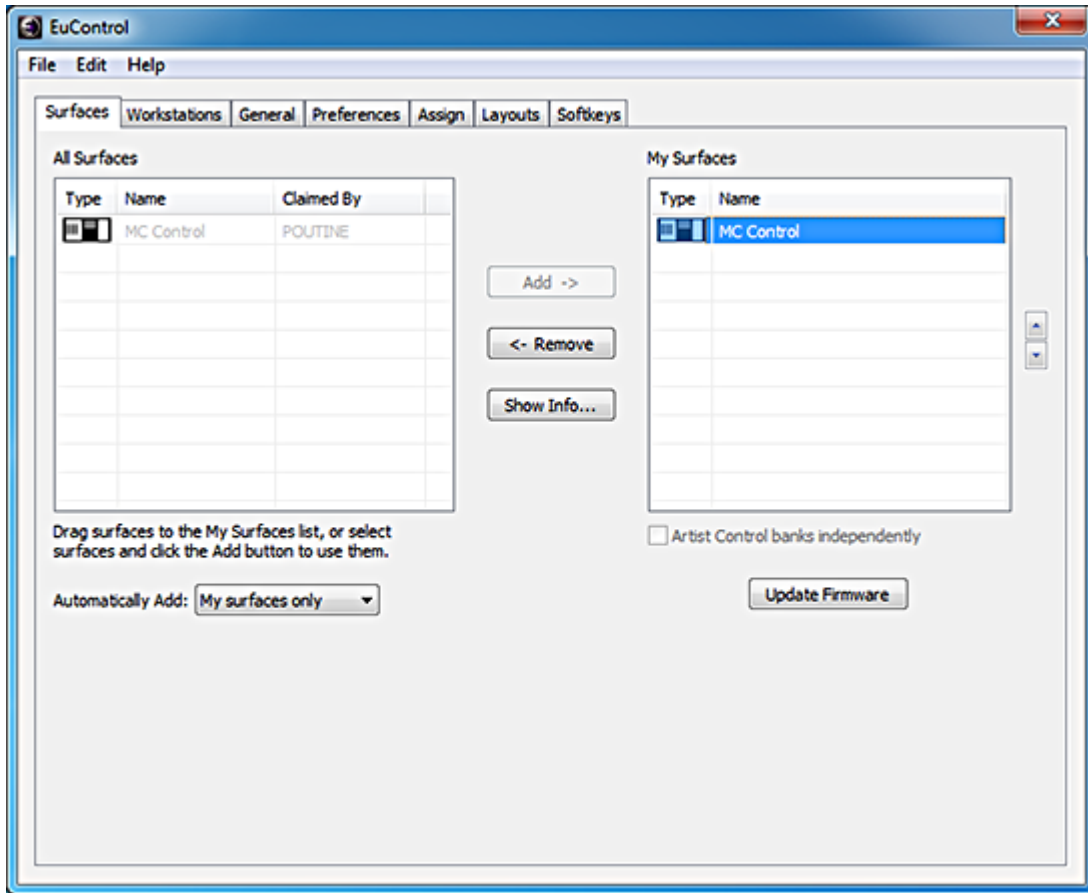 EuControl
File Edit Help
Surfaces Workstations General Preferences Assign Layouts Softkeys
All Surfaces
Type Name Claimed By
MC Control POUTINE
Add ->
<- Remove
Show Info...
Drag surfaces to the My Surfaces list, or select
surfaces and click the Add button to use them.
Automatically Add: My surfaces only
My Surfaces
Type Name
MC Control
Artist Control banks independently
Update Firmware